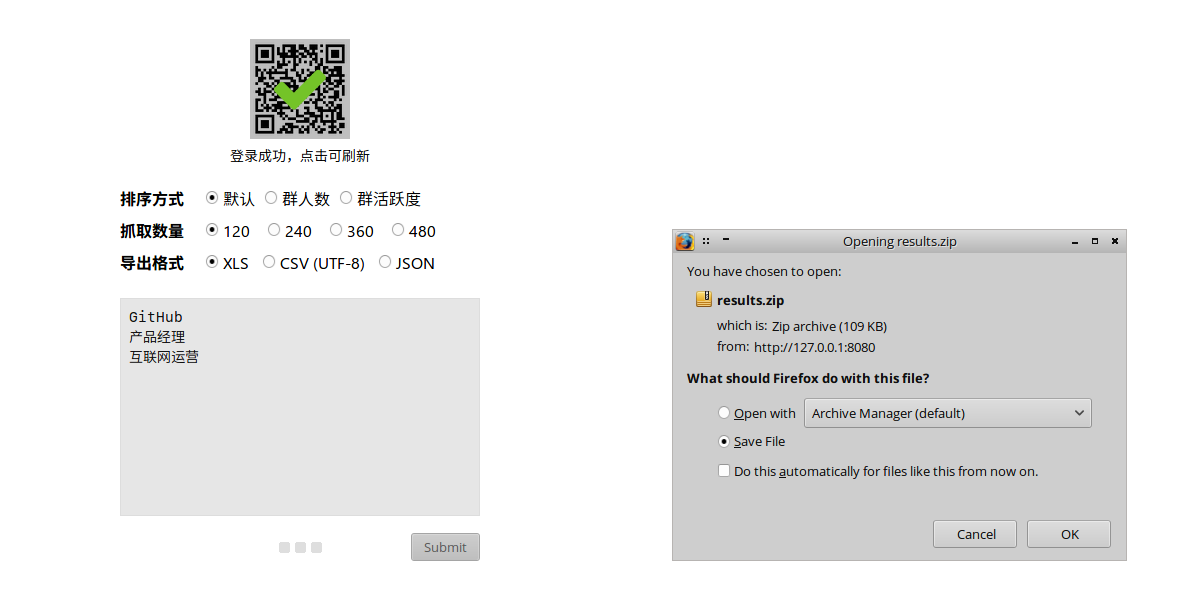 登录成功，点击可刷新
排序方式 默认 群人数 群活跃度
抓取数量 120 240 360 480
导出格式 XLS CSV (UTF-8) JSON
GitHub
产品经理
互联网运营
Submit
Opening results.zip
You have chosen to open:
results.zip
which is: Zip archive (109 KB)
from: http://127.0.0.1:8080
What should Firefox do with this file?
Open with Archive Manager (default)
Save File
Do this automatically for files like this from now on.
Cancel OK